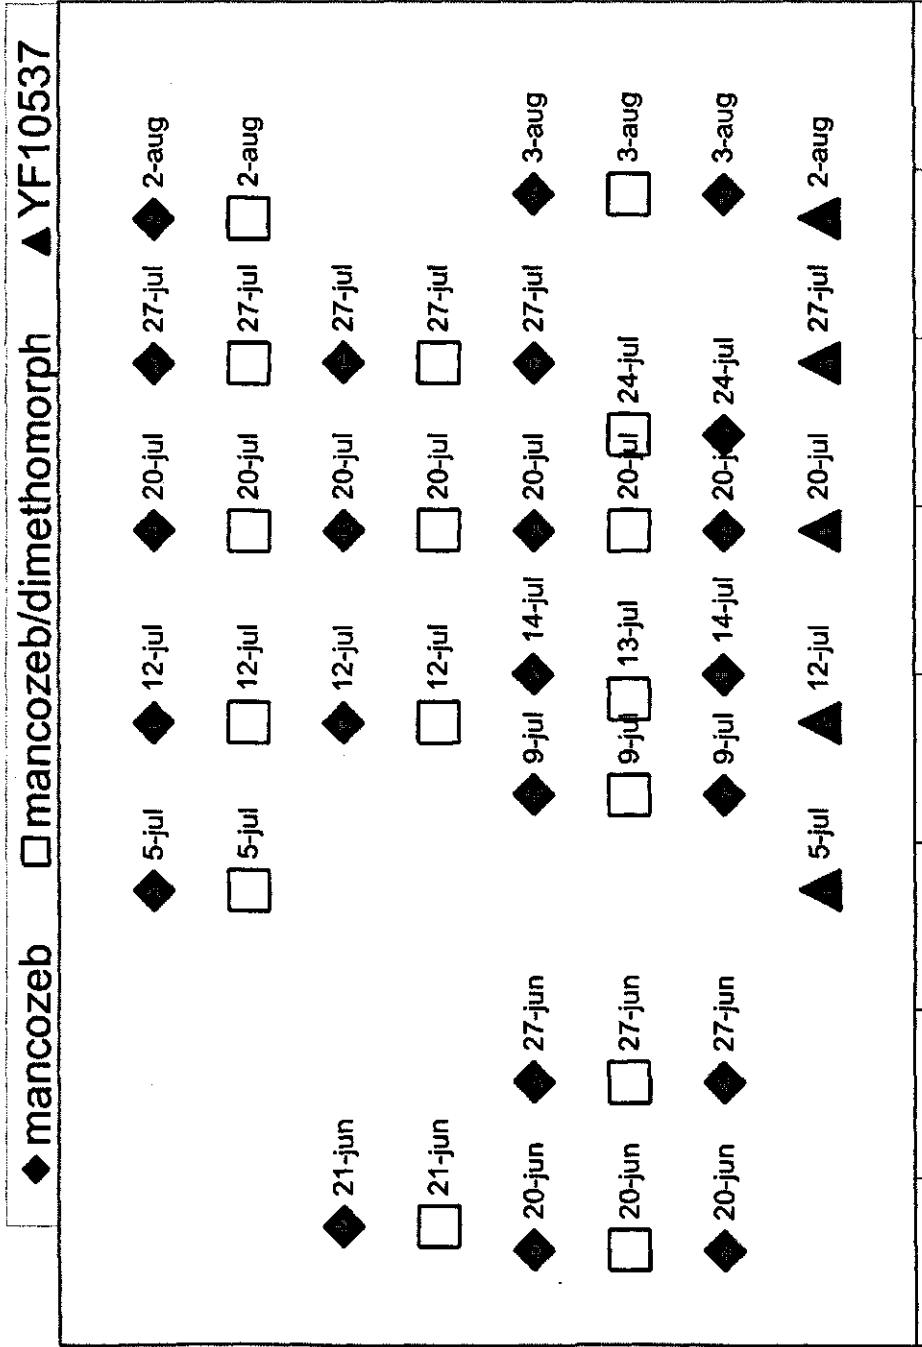 mancozeb mancozeb/dimethomorph YF10537
5-jul 12-jul 20-jul 27-jul 2-aug
5-jul 12-jul 20-jul 27-jul 2-aug
21-jun 12-jul 20-jul 27-jul
21-jun 12-jul 20-jul 27-jul
20-jun 27-jun 9-jul 14-jul 20-jul 27-jul 3-aug
20-jun 27-jun 9-jul 13-jul 20-jul 24-jul 3-aug
20-jun 27-jun 9-jul 14-jul 20-jul 24-jul 3-aug
5-jul 12-jul 20-jul 27-jul 2-aug